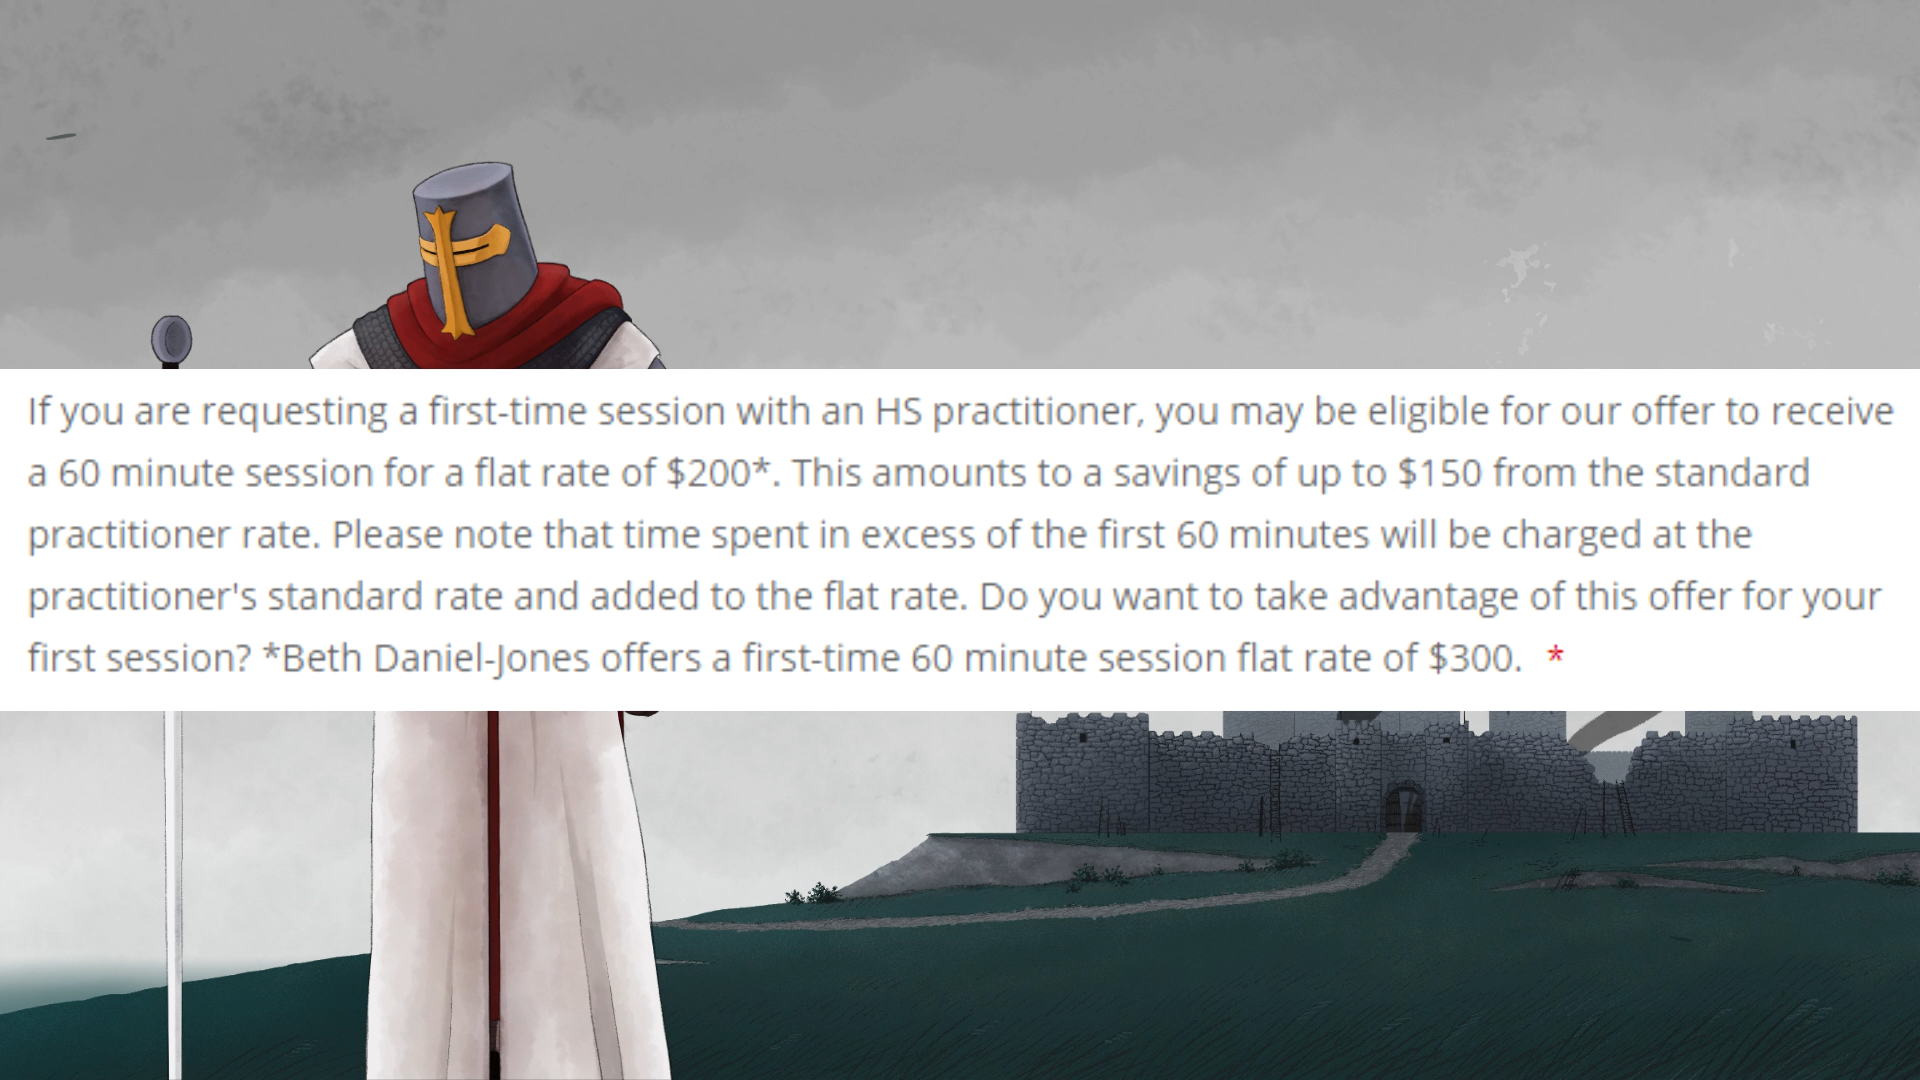 If you are requesting a first-time session with an HS practitioner, you may be eligible for our offer to receive
a 60 minute session for a flat rate of $200*. This amounts to a savings of up to $150 from the standard
practitioner rate. Please note that time spent in excess of the first 60 minutes will be charged at the
practitioner's standard rate and added to the flat rate. Do you want to take advantage of this offer for your
first session? *Beth Daniel-Jones offers a first-time 60 minute session flat rate of $300. *